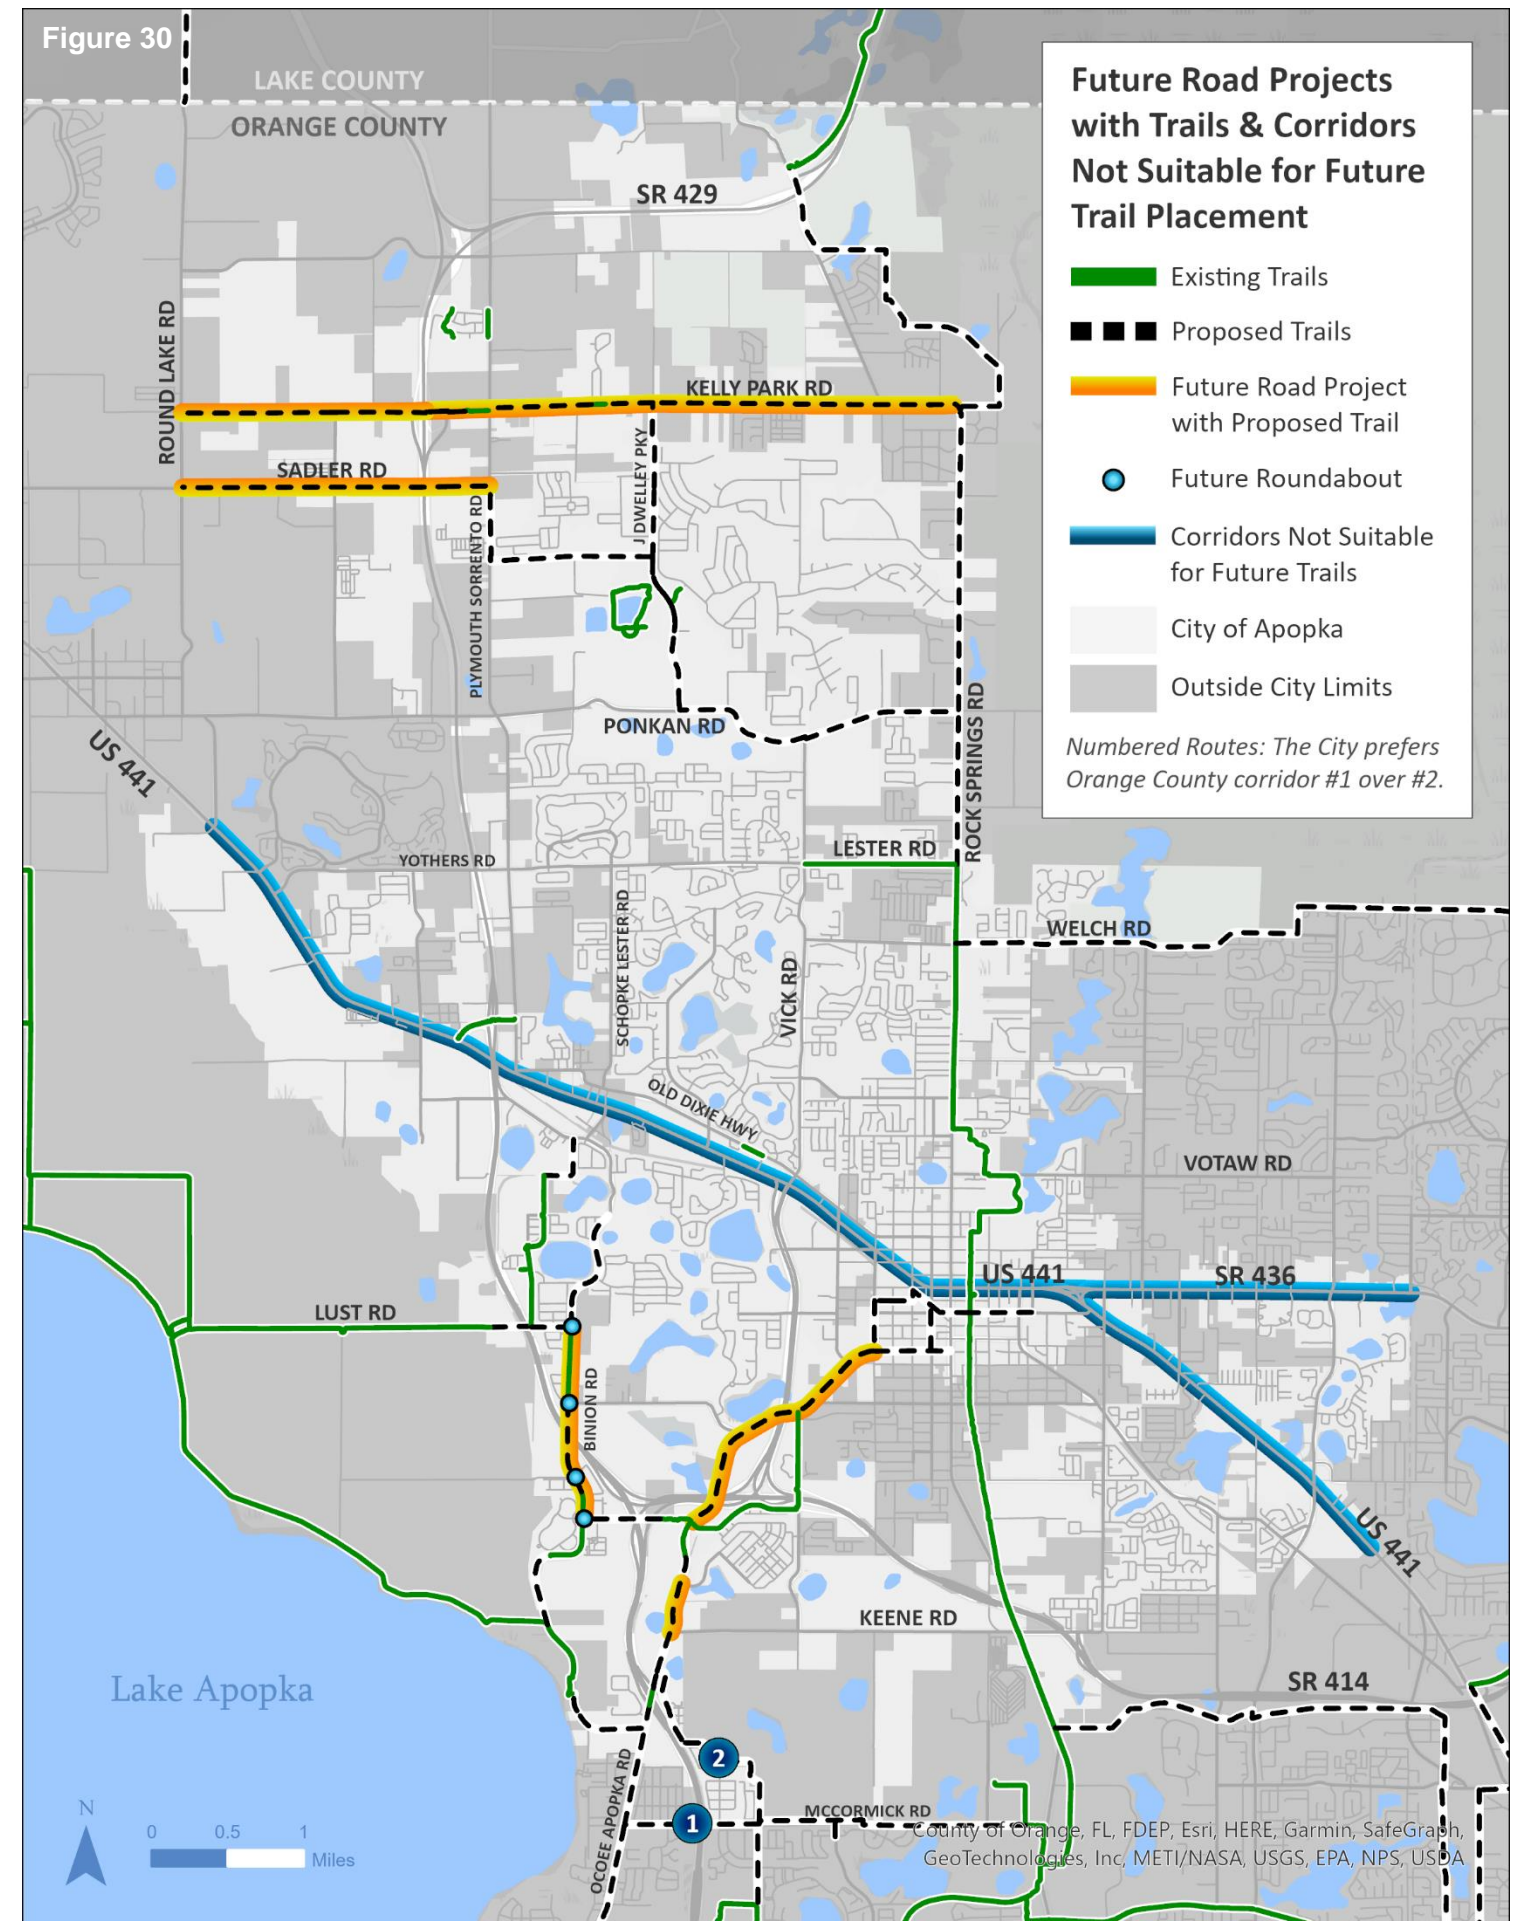 Figure 30
LAKE COUNTY
ORANGE COUNTY
Future Road Projects
with Trails & Corridors
Not Suitable for Future
Trail Placement
Existing Trails
Proposed Trails
Future Road Project
with Proposed Trail
Future Roundabout
Corridors Not Suitable
for Future Trails
City of Apopka
Outside City Limits
Numbered Routes: The City prefers
Orange County corridor #1 over #2.
SR 429
ROUND LAKE RD
KELLY PARK RD
SADLER RD
J DWELLEY PKY
PLYMOUTH SORRENTO RD
PONKAN RD
ROCK SPRINGS RD
US 441
YOTHERS RD
LESTER RD
SCHOPKE LESTER RD
WELCH RD
VICK RD
OLD DIXIE HWY
VOTAW RD
US 441
SR 436
LUST RD
BINION RD
US 441
KEENE RD
SR 414
Lake Apopka
2
OCOEE APOPKA RD
1
MCCORMICK RD
N
0 0.5 1
Miles
County of Orange, FL, FDEP, Esri, HERE, Garmin, SafeGraph,
GeoTechnologies, Inc, METI/NASA, USGS, EPA, NPS, USDA